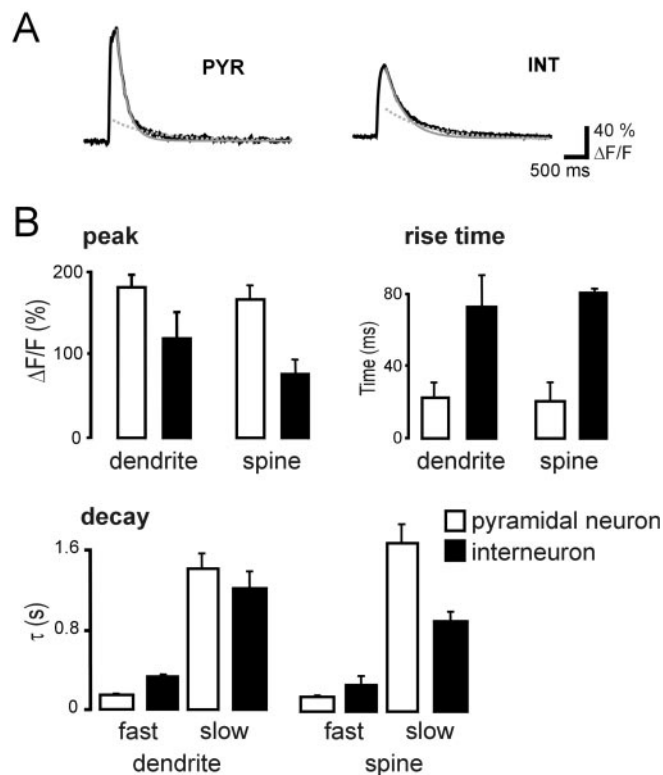 A
PYR
INT
40 %
ΔF/F
500 ms
B
peak
200
100
0
ΔF/F (%)
dendrite
spine
rise time
80
40
0
Time (ms)
dendrite
spine
decay
1.6
0.8
0
τ (s)
fast
slow
fast
slow
dendrite
spine
pyramidal neuron
interneuron